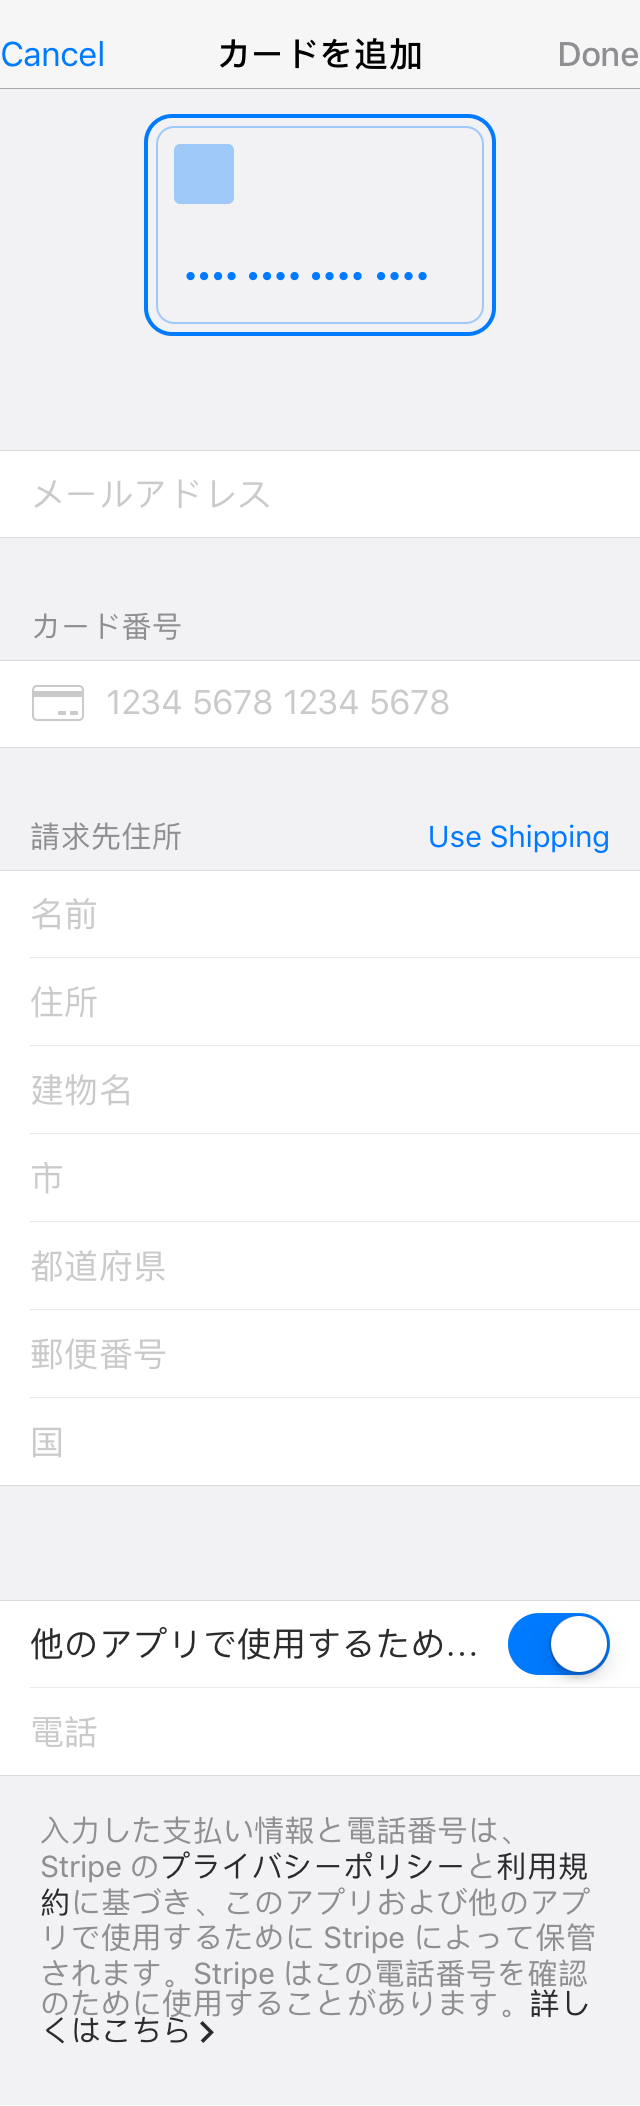 Cancel カードを追加 Done
•••• •••• •••• ••••
メールアドレス
カード番号
1234 5678 1234 5678
請求先住所 Use Shipping
名前
住所
建物名
市
都道府県
郵便番号
国
他のアプリで使用するため...
電話
入力した支払い情報と電話番号は、
Stripe のプライバシーポリシーと利用規
約に基づき、このアプリおよび他のアプ
リで使用するために Stripe によって保管
されます。Stripe はこの電話番号を確認
のために使用することがあります。詳し
くはこちら